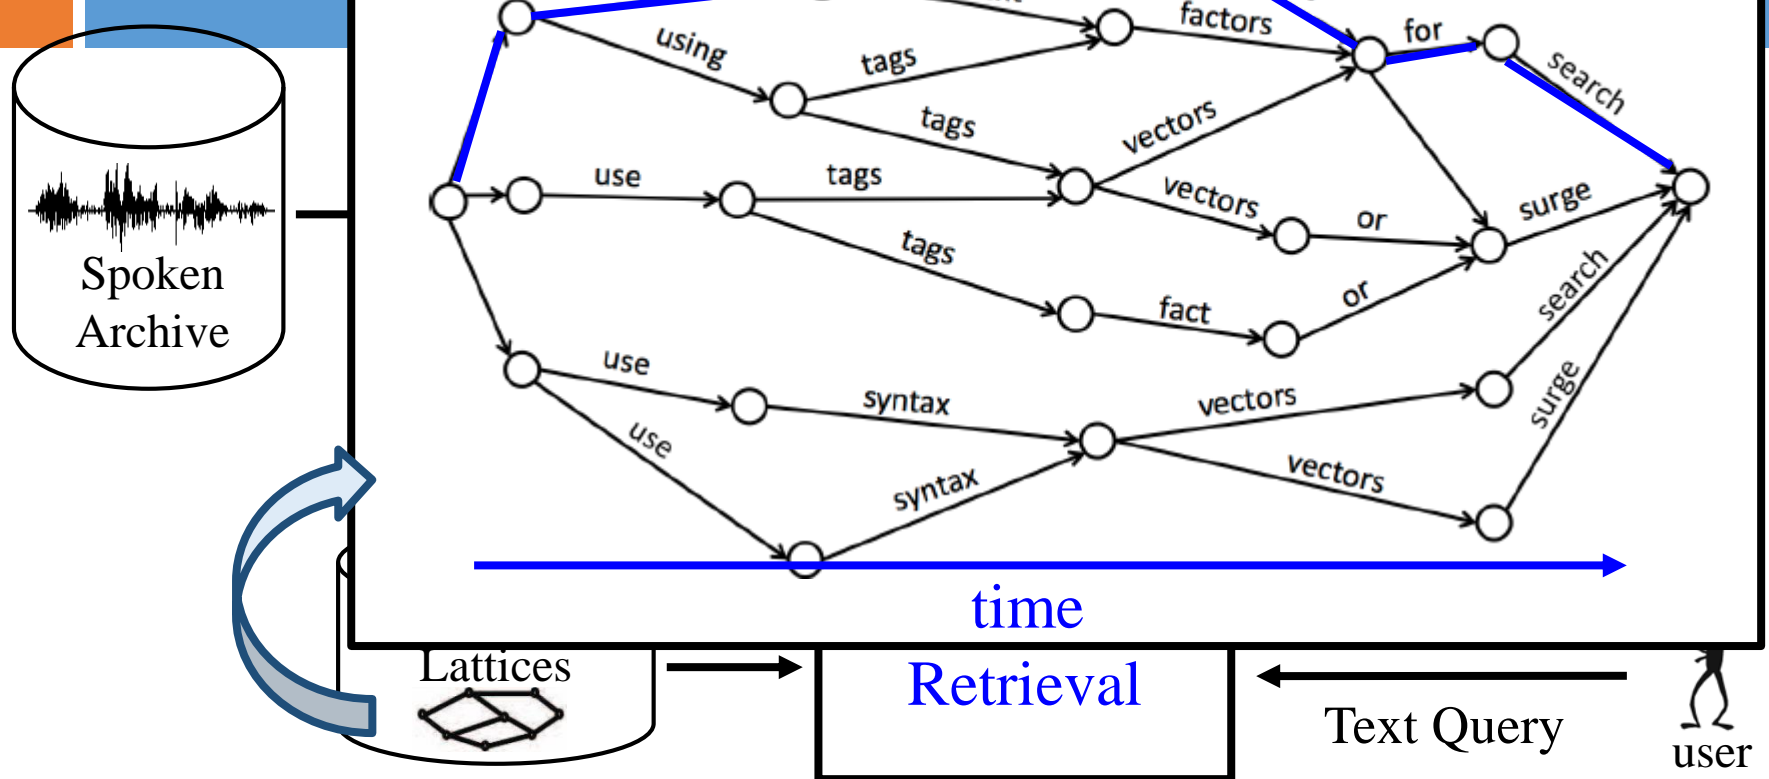 factors
for
using
tags
search
tags
vectors
use
tags
vectors
or
surge
tags
search
fact
or
Spoken
Archive
use
syntax
vectors
surge
use
syntax
vectors
time
Lattices
Retrieval
Text Query
user